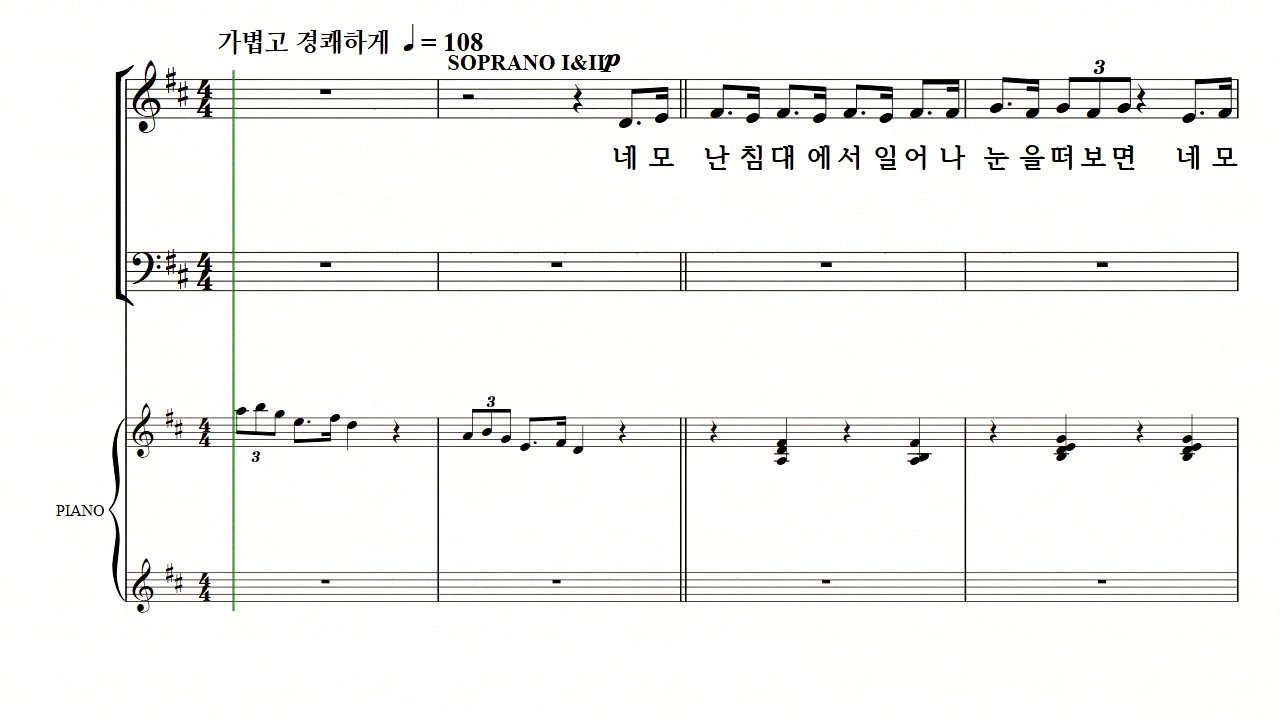 가볍고 경쾌하게 ♩= 108
SOPRANO I&II p
3
네 모 난 침 대 에 서 일 어 나 눈 을 떠 보 면 네 모
3
3
PIANO